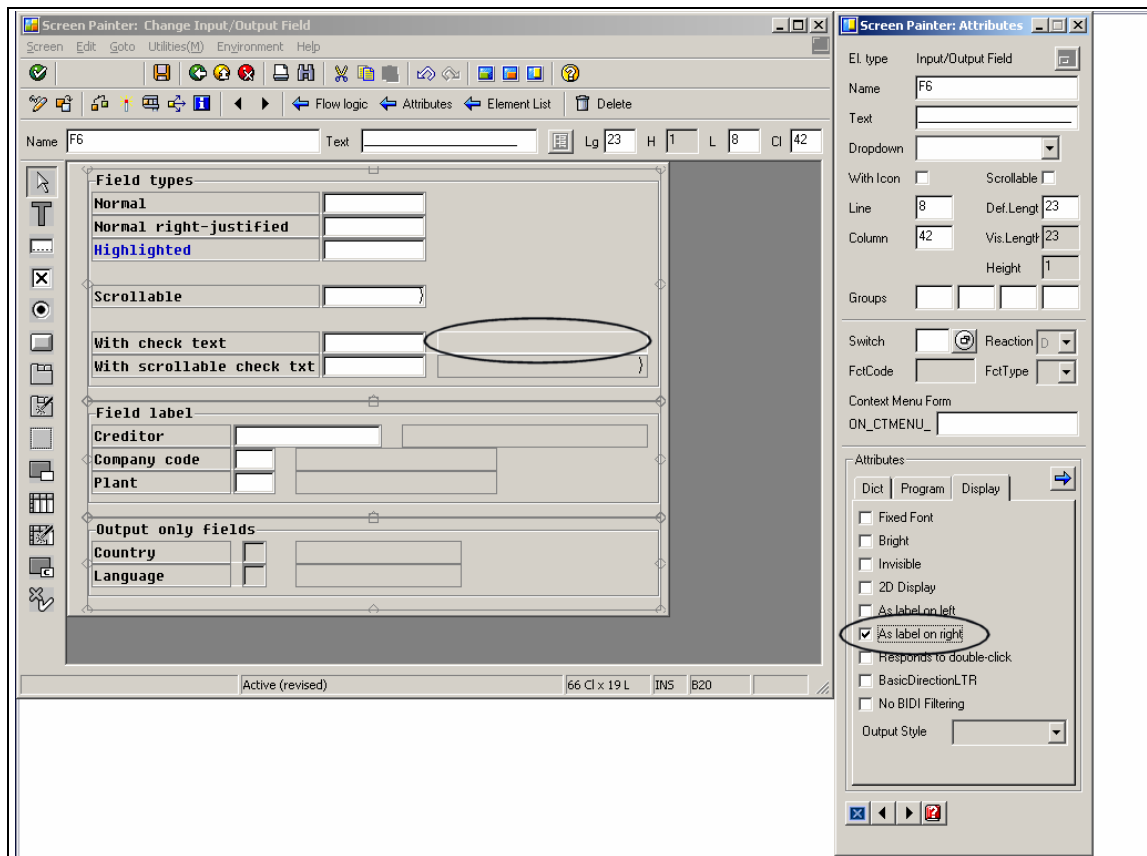 Screen Painter: Change Input/Output Field
Screen Edit Goto Utilities(M) Environment Help
Flow logic Attributes Element List Delete
Name F6 Text Lg 23 H 1 L 8 Cl 42
Field types
Normal
Normal right-justified
Highlighted
Scrollable
With check text
With scrollable check txt
Field label
Creditor
Company code
Plant
Output only fields
Country
Language
Active (revised) 66 Cl x 19 L INS B20
Screen Painter: Attributes
El. type Input/Output Field
Name F6
Text
Dropdown
With Icon Scrollable
Line 8 Def.Lengt 23
Column 42 Vis.Lengtl 23
Height 1
Groups
Switch Reaction D
FctCode FctType
Context Menu Form
ON_CTMENU_
Attributes
Dict Program Display
Fixed Font
Bright
Invisible
2D Display
As label on left
As label on right
Responds to double-click
BasicDirectionLTR
No BIDI Filtering
Output Style